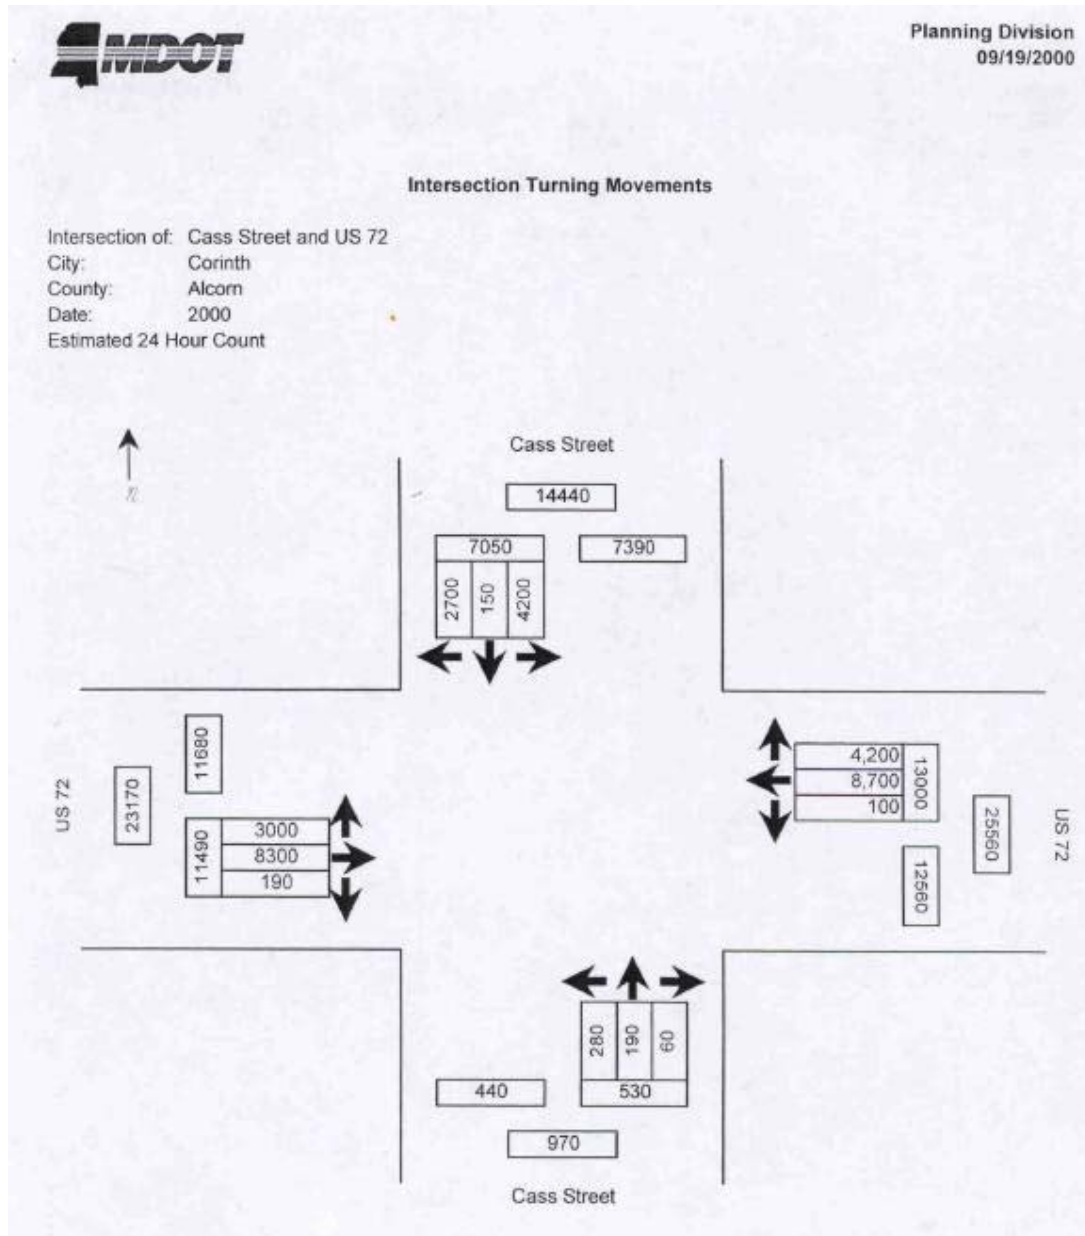 MDOT
Planning Division
09/19/2000
Intersection Turning Movements
Intersection of: Cass Street and US 72
City: Corinth
County: Alcorn
Date: 2000
Estimated 24 Hour Count
n
Cass Street
14440
7050
7390
2700
150
4200
US 72
23170
11680
11490
3000
8300
190
4,200
8,700
100
13000
12560
25560
US 72
280
190
60
530
440
970
Cass Street